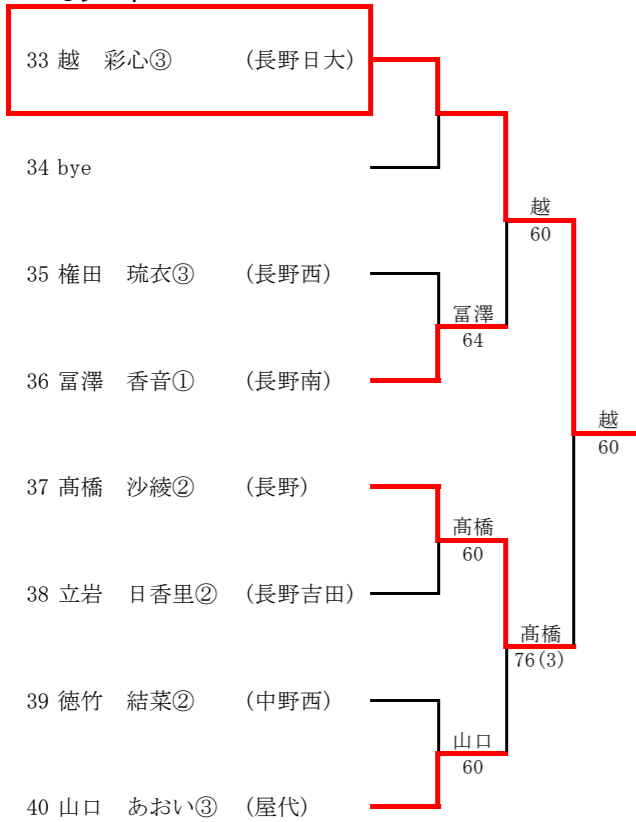 33 越　彩心③　(長野日大)
34 bye
越
60
35 権田　琉衣③　(長野西)
冨澤
64
36 冨澤　香音①　(長野南)
越
60
37 髙橋　沙綾②　(長野)
髙橋
60
38 立岩　日香里②　(長野吉田)
髙橋
76(3)
39 徳竹　結菜②　(中野西)
山口
60
40 山口　あおい③　(屋代)